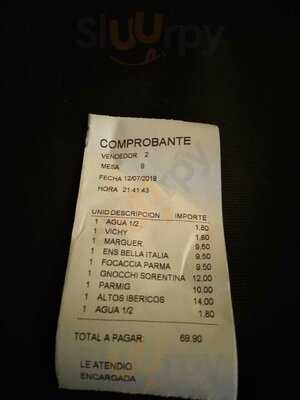 Sluurpy
COMPROBANTE
VENDEDOR 2
MESA 9
FECHA 12/07/2019
HORA 21:41:43
UNID DESCRIPCION IMPORTE
1 AGUA 1/2 1.80
1 VICHY 1.80
1 MARGUER 9.50
1 ENS BELLA ITALIA 9.50
1 FOCACCIA PARMA 9.50
1 GNOCCHI SORENTINA 12.00
1 PARMIG 10.00
1 ALTOS IBERICOS 14.00
1 AGUA 1/2 1.80
TOTAL A PAGAR: 69.90
LE ATENDIO
ENCARGADA